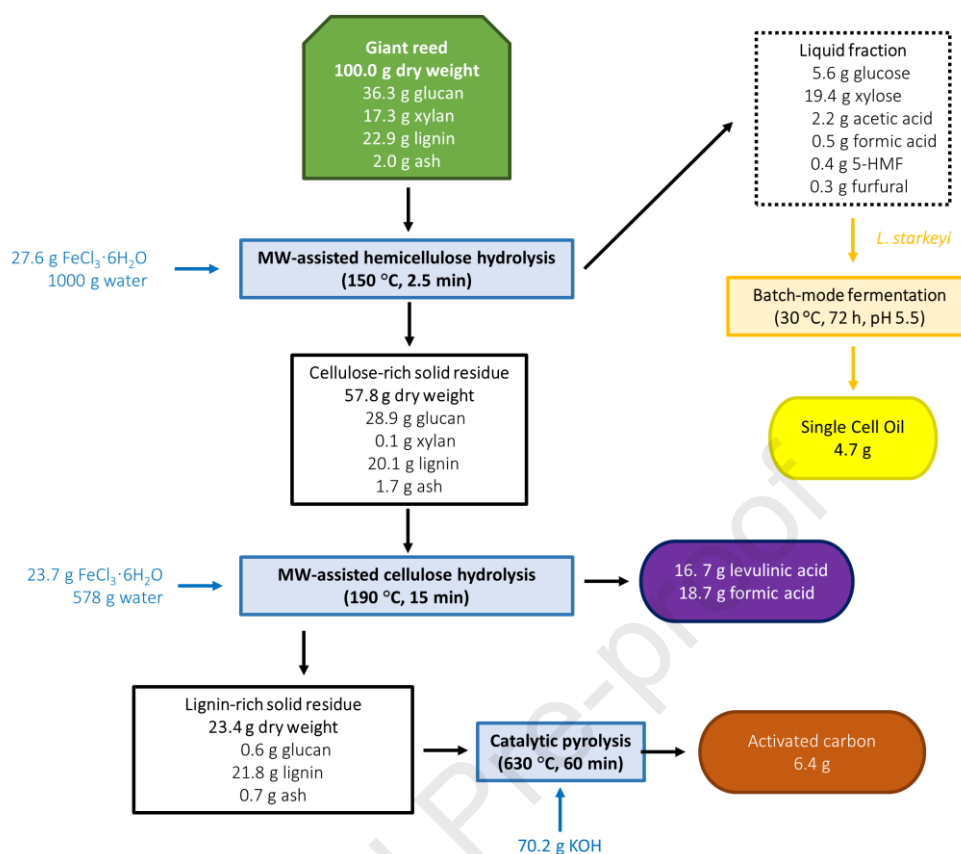 Giant reed
100.0 g dry weight
36.3 g glucan
17.3 g xylan
22.9 g lignin
2.0 g ash
Liquid fraction
5.6 g glucose
19.4 g xylose
2.2 g acetic acid
0.5 g formic acid
0.4 g 5-HMF
0.3 g furfural
L. starkeyi
27.6 g FeCl₃·6H₂O
1000 g water
MW-assisted hemicellulose hydrolysis
(150 °C, 2.5 min)
Batch-mode fermentation
(30 °C, 72 h, pH 5.5)
Cellulose-rich solid residue
57.8 g dry weight
28.9 g glucan
0.1 g xylan
20.1 g lignin
1.7 g ash
Single Cell Oil
4.7 g
23.7 g FeCl₃·6H₂O
578 g water
MW-assisted cellulose hydrolysis
(190 °C, 15 min)
16. 7 g levulinic acid
18.7 g formic acid
Lignin-rich solid residue
23.4 g dry weight
0.6 g glucan
21.8 g lignin
0.7 g ash
Catalytic pyrolysis
(630 °C, 60 min)
Activated carbon
6.4 g
70.2 g KOH
Pre-proof